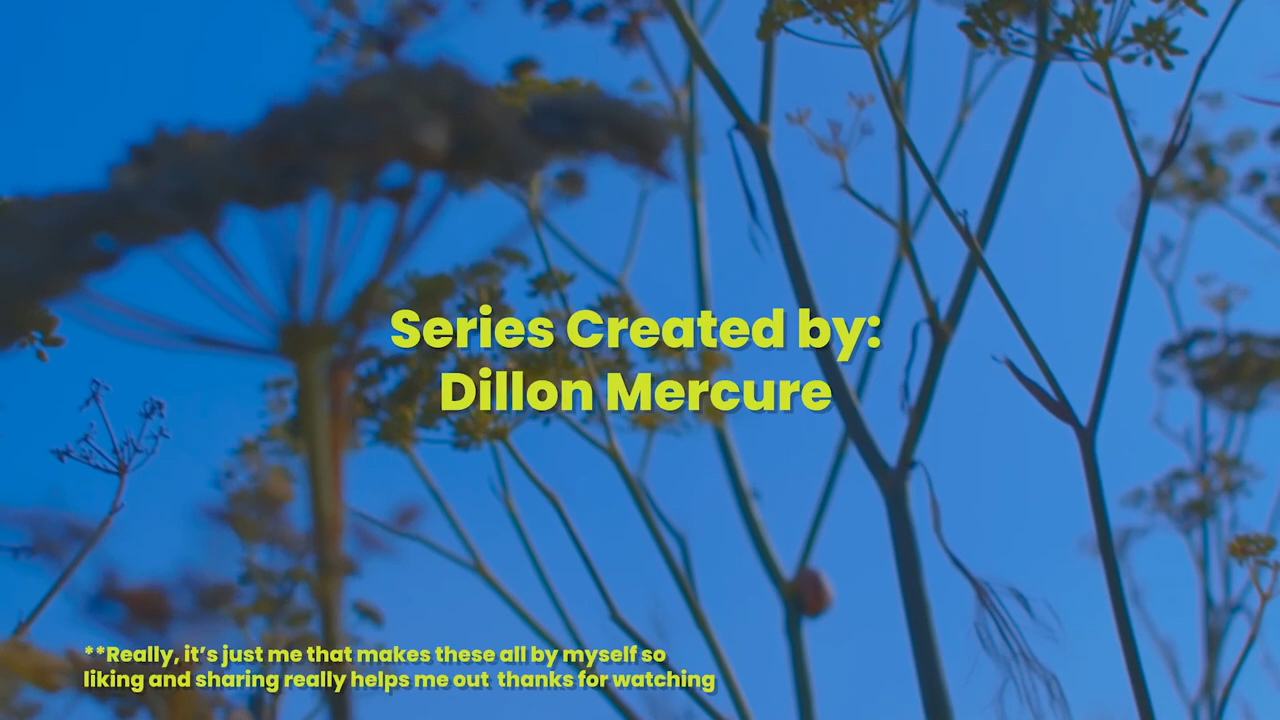 Series Created by:
Dillon Mercure
**Really, it’s just me that makes these all by myself so
liking and sharing really helps me out  thanks for watching